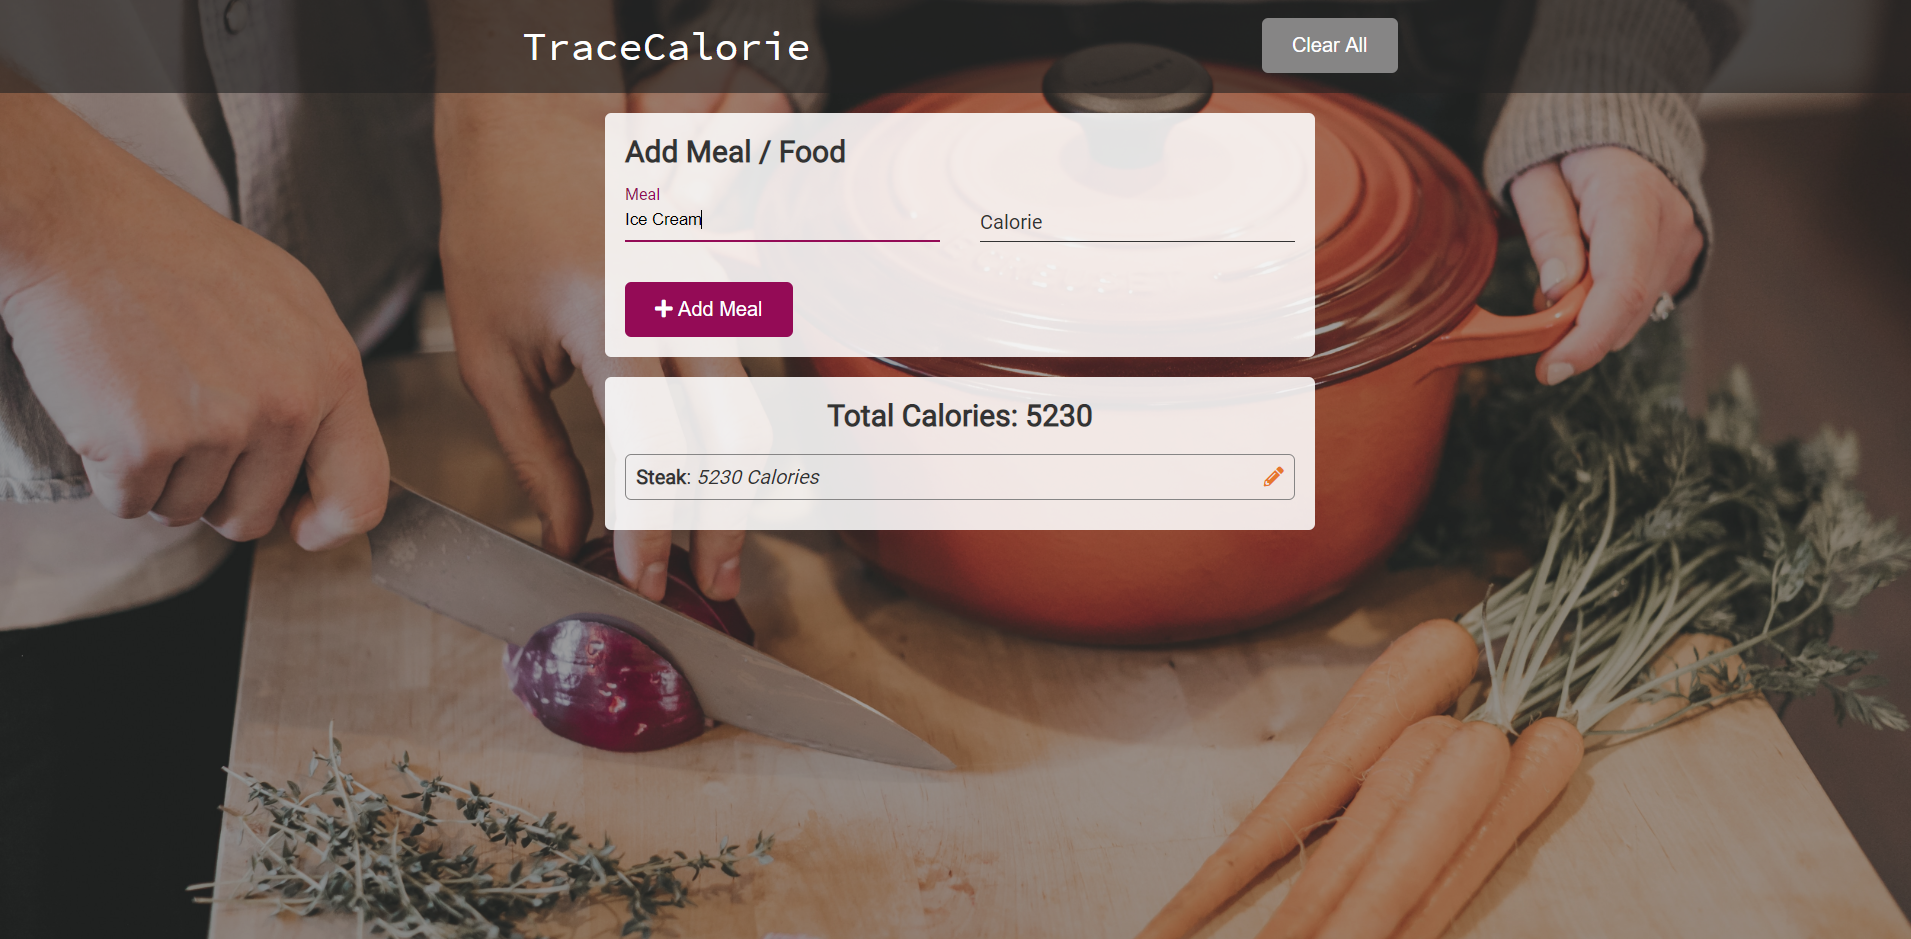 TraceCalorie
Clear All
Add Meal / Food
Meal
Ice Cream
Calorie
Add Meal
Total Calories: 5230
Steak: 5230 Calories